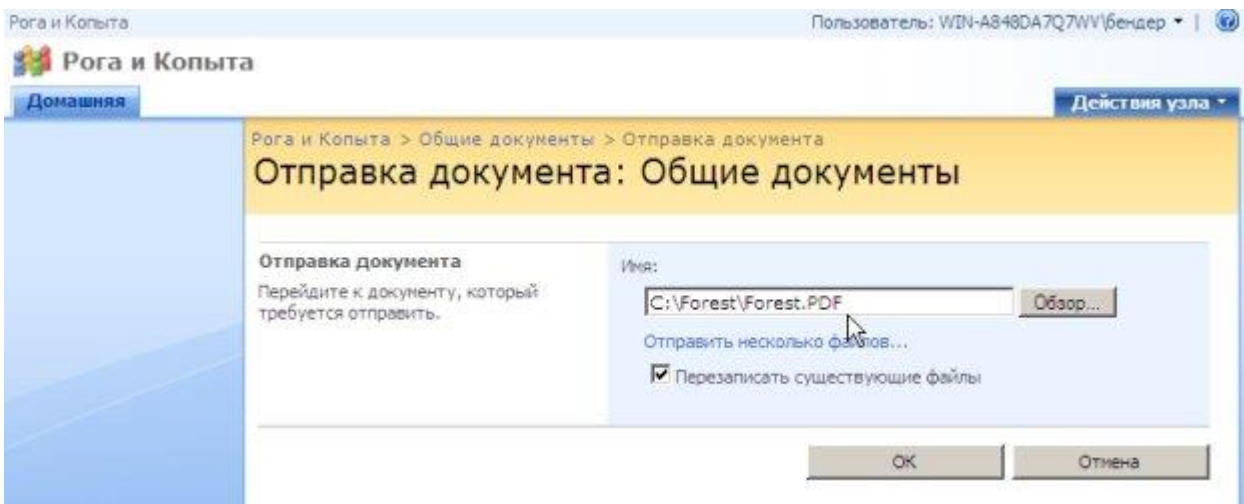 Рога и Копыта
Пользователь: WIN-A848DA7Q7WV\бендер
Рога и Копыта
Домашняя
Действия узла
Рога и Копыта > Общие документы > Отправка документа
Отправка документа: Общие документы
Отправка документа
Перейдите к документу, который
требуется отправить.
Имя:
C:\Forest\Forest.PDF
Обзор...
Отправить несколько файлов...
Перезаписать существующие файлы
ОК
Отмена